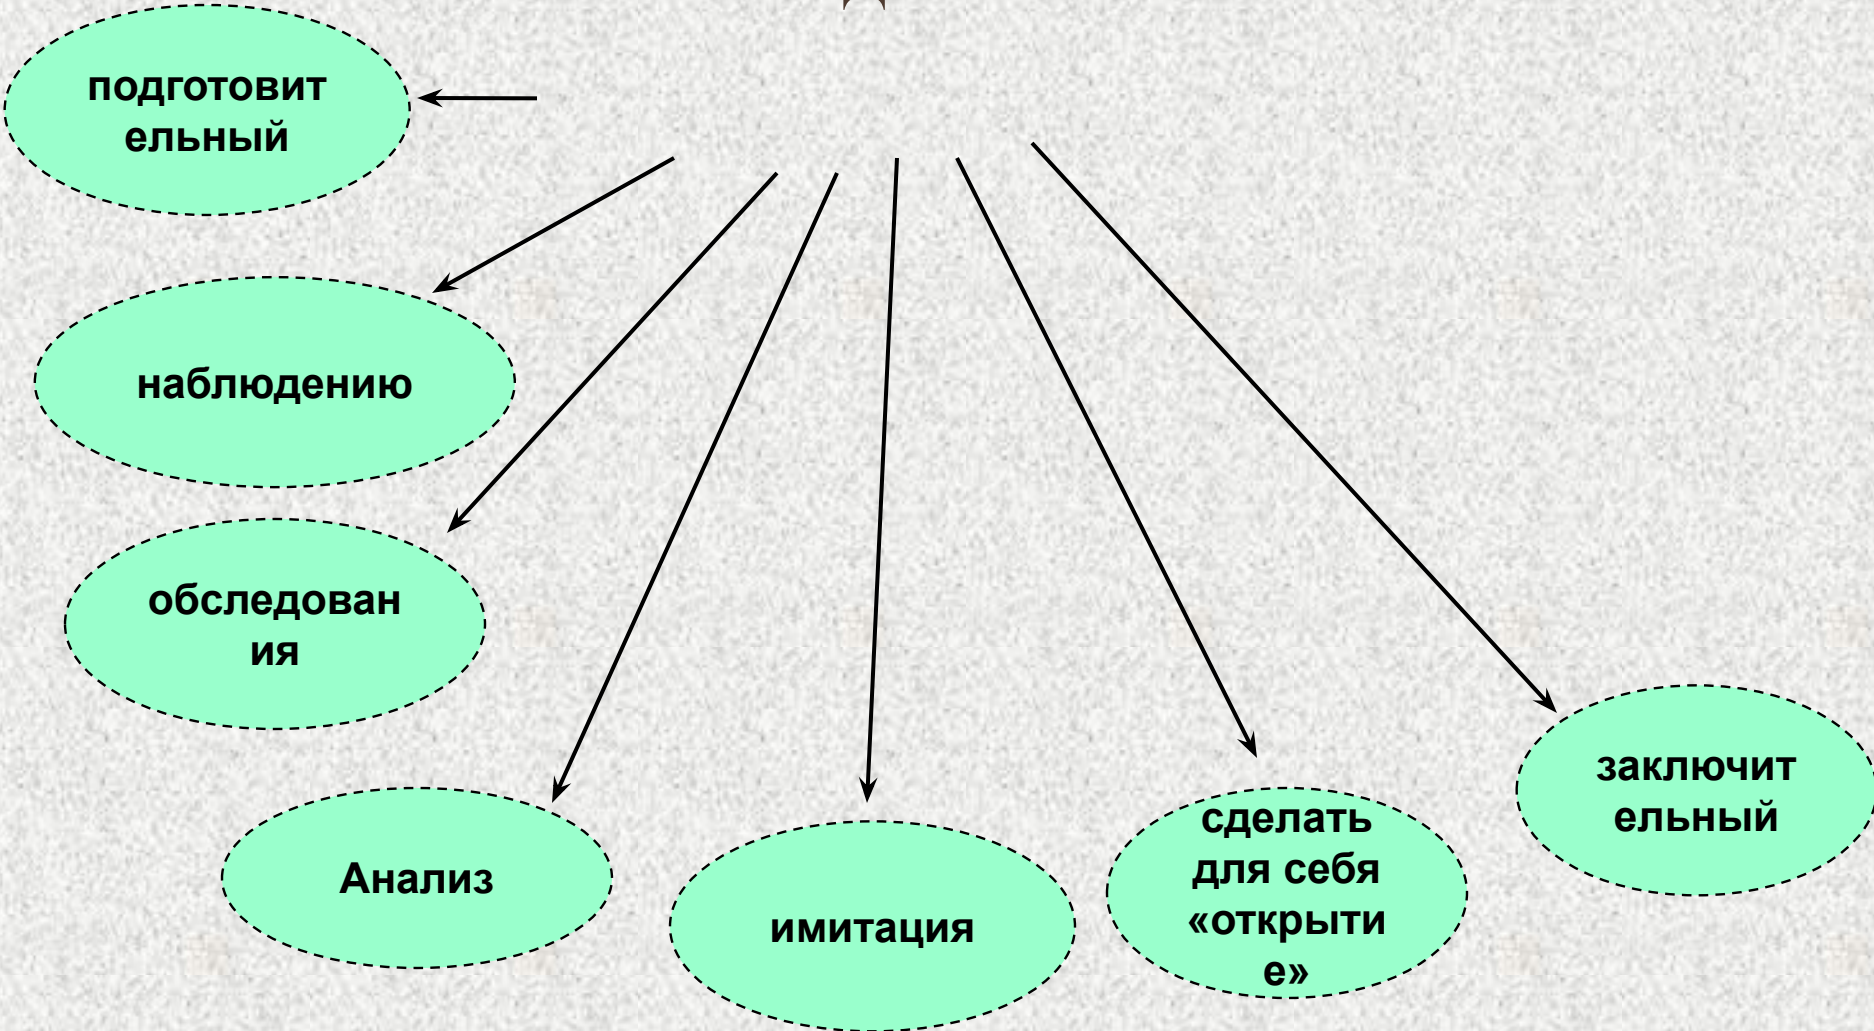 подготовит
ельный
наблюдению
обследован
ия
Анализ
имитация
сделать
для себя
«открыти
е»
заключит
ельный